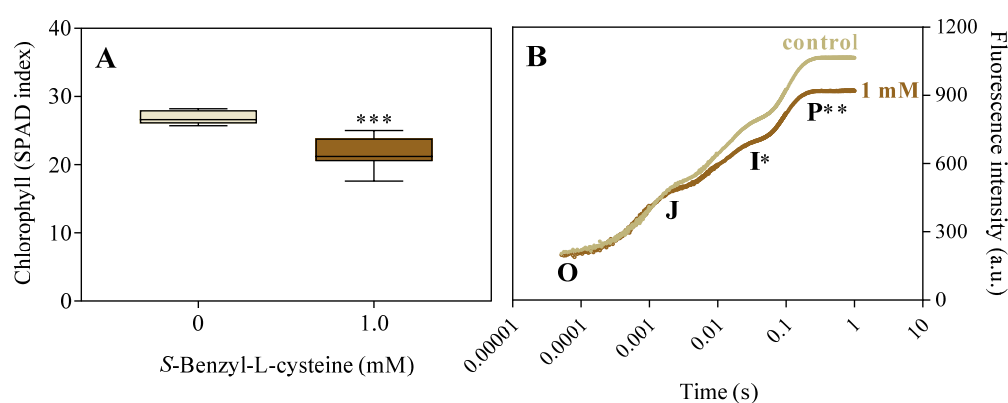 A
Chlorophyll (SPAD index)
40
30
20
10
0
***
0
1.0
S-Benzyl-L-cysteine (mM)
B
control
1 mM
P**
I*
J
O
1200
900
600
300
0
Fluorescence intensity (a.u.)
0.00001
0.0001
0.001
0.01
0.1
1
10
Time (s)